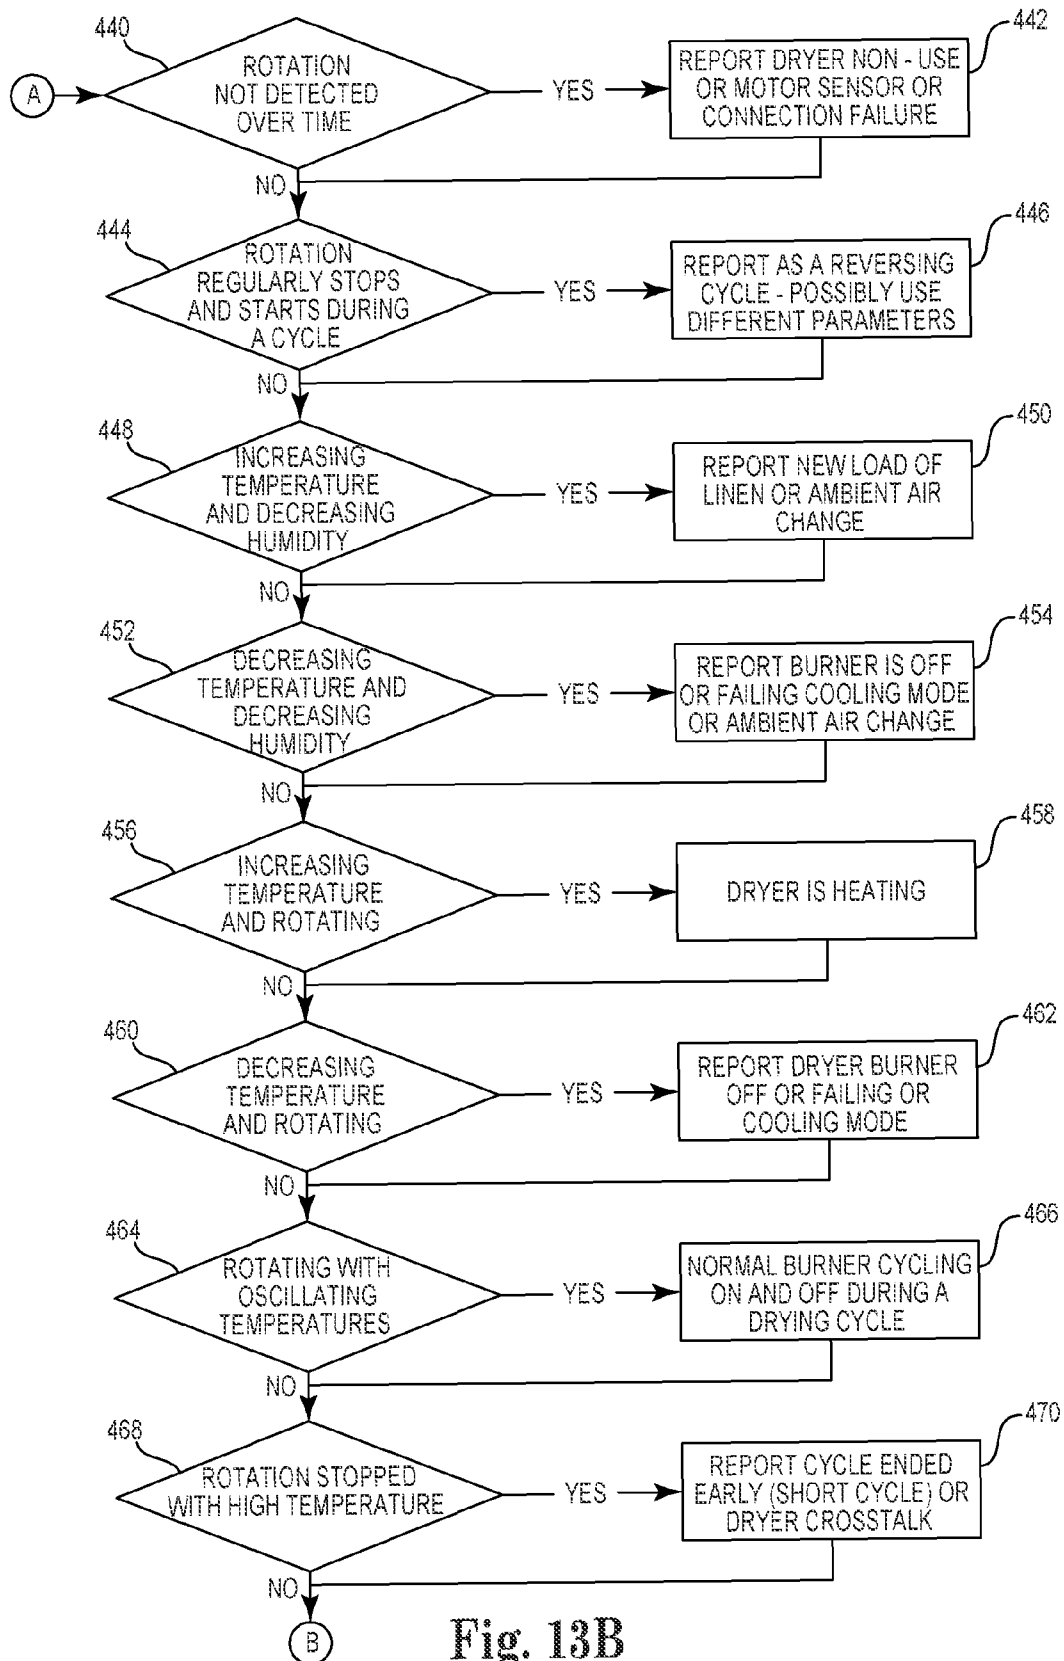 440
A
ROTATION
NOT DETECTED
OVER TIME
YES
442
REPORT DRYER NON - USE
OR MOTOR SENSOR OR
CONNECTION FAILURE
NO
444
ROTATION
REGULARLY STOPS
AND STARTS DURING
A CYCLE
YES
446
REPORT AS A REVERSING
CYCLE - POSSIBLY USE
DIFFERENT PARAMETERS
NO
448
INCREASING
TEMPERATURE
AND DECREASING
HUMIDITY
YES
450
REPORT NEW LOAD OF
LINEN OR AMBIENT AIR
CHANGE
NO
452
DECREASING
TEMPERATURE AND
DECREASING
HUMIDITY
YES
454
REPORT BURNER IS OFF
OR FAILING COOLING MODE
OR AMBIENT AIR CHANGE
NO
456
INCREASING
TEMPERATURE
AND ROTATING
YES
458
DRYER IS HEATING
NO
460
DECREASING
TEMPERATURE
AND ROTATING
YES
462
REPORT DRYER BURNER
OFF OR FAILING OR
COOLING MODE
NO
464
ROTATING WITH
OSCILLATING
TEMPERATURES
YES
466
NORMAL BURNER CYCLING
ON AND OFF DURING A
DRYING CYCLE
NO
468
ROTATION STOPPED
WITH HIGH TEMPERATURE
YES
470
REPORT CYCLE ENDED
EARLY (SHORT CYCLE) OR
DRYER CROSSTALK
NO
B
Fig. 13B